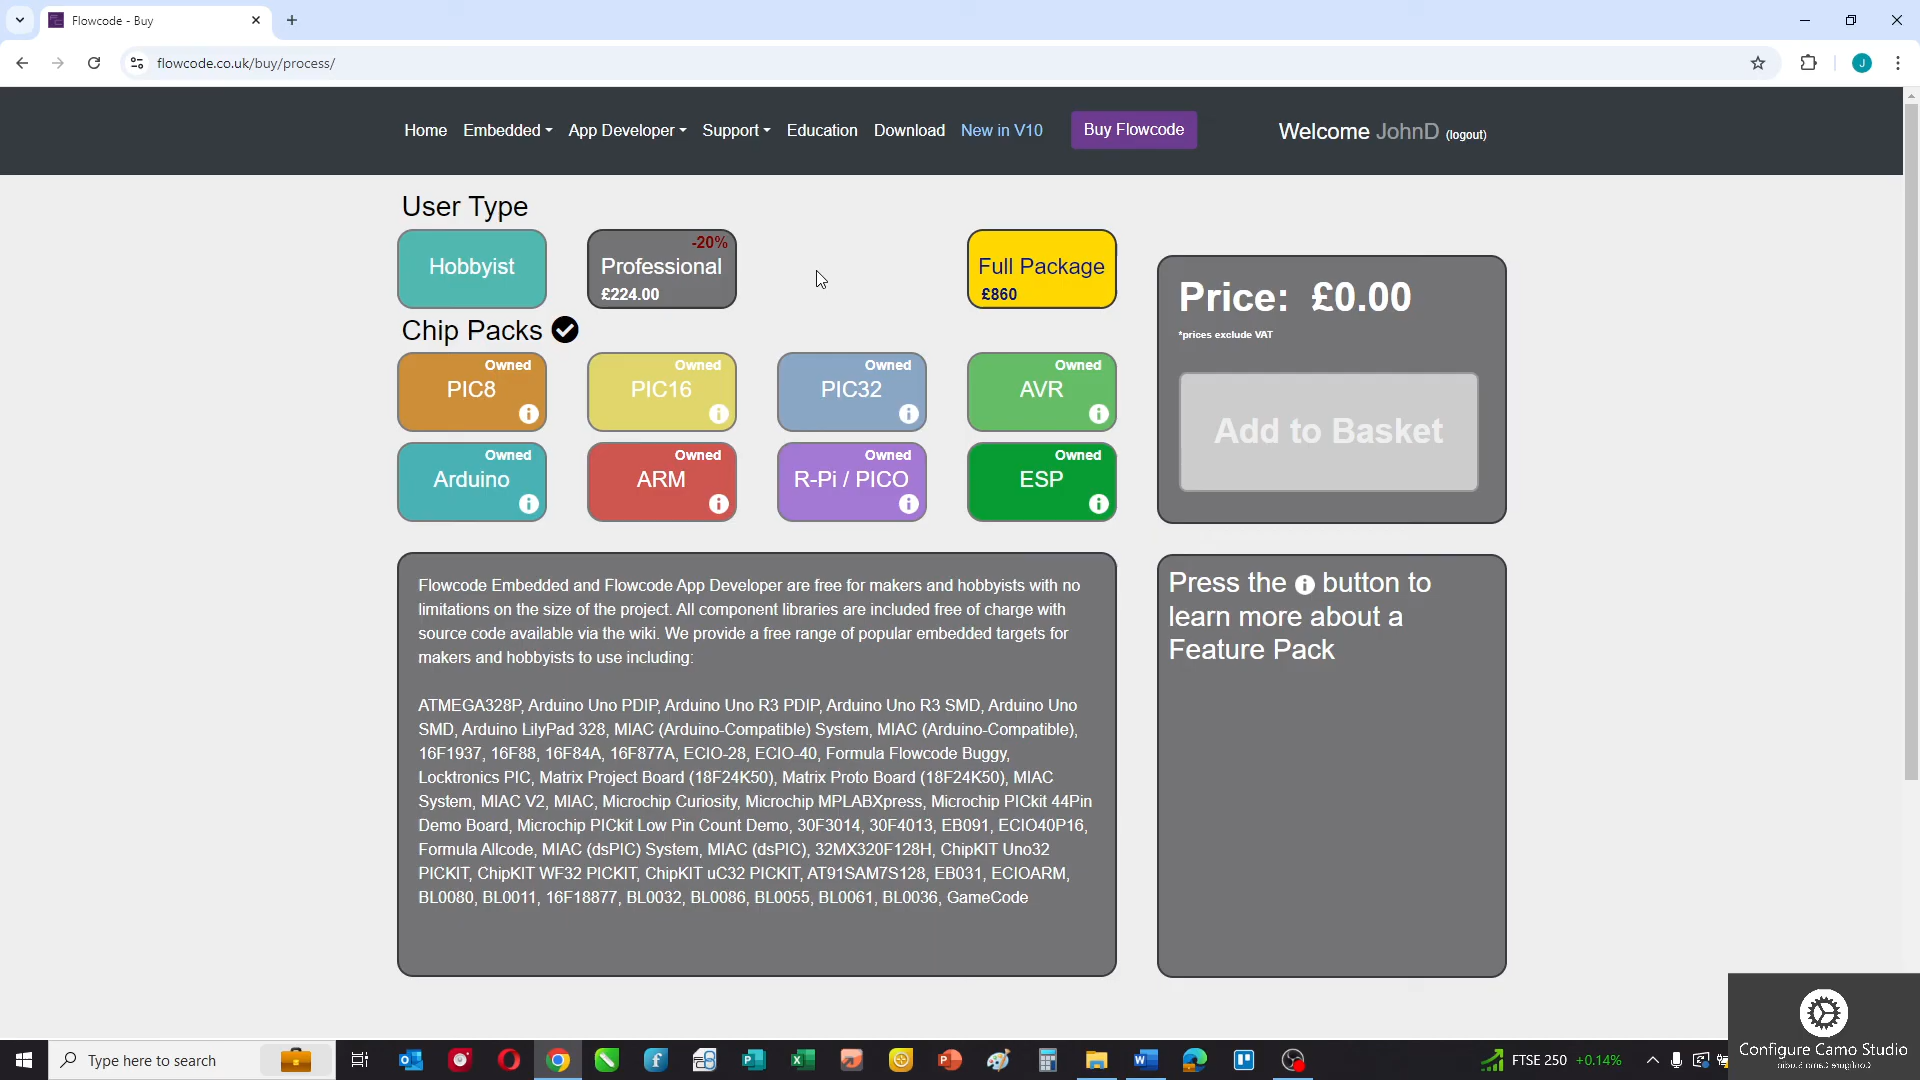 Flowcode - Buy
flowcode.co.uk/buy/process/
J
Home Embedded App Developer Support Education Download New in V10 Buy Flowcode Welcome JohnD (logout)
User Type
Hobbyist
-20%
Professional
£224.00
Full Package
£860
Chip Packs
Owned
PIC8
Owned
PIC16
Owned
PIC32
Owned
AVR
Owned
Arduino
Owned
ARM
Owned
R-Pi / PICO
Owned
ESP
Price: £0.00
*prices exclude VAT
Add to Basket
Flowcode Embedded and Flowcode App Developer are free for makers and hobbyists with no
limitations on the size of the project. All component libraries are included free of charge with
source code available via the wiki. We provide a free range of popular embedded targets for
makers and hobbyists to use including:
ATMEGA328P, Arduino Uno PDIP, Arduino Uno R3 PDIP, Arduino Uno R3 SMD, Arduino Uno
SMD, Arduino LilyPad 328, MIAC (Arduino-Compatible) System, MIAC (Arduino-Compatible),
16F1937, 16F88, 16F84A, 16F877A, ECIO-28, ECIO-40, Formula Flowcode Buggy,
Locktronics PIC, Matrix Project Board (18F24K50), Matrix Proto Board (18F24K50), MIAC
System, MIAC V2, MIAC, Microchip Curiosity, Microchip MPLABXpress, Microchip PICkit 44Pin
Demo Board, Microchip PICkit Low Pin Count Demo, 30F3014, 30F4013, EB091, ECIO40P16,
Formula Allcode, MIAC (dsPIC) System, MIAC (dsPIC), 32MX320F128H, ChipKIT Uno32
PICKIT, ChipKIT WF32 PICKIT, ChipKIT uC32 PICKIT, AT91SAM7S128, EB031, ECIOARM,
BL0080, BL0011, 16F18877, BL0032, BL0086, BL0055, BL0061, BL0036, GameCode
Press the i button to
learn more about a
Feature Pack
Type here to search
FTSE 250 +0.14%
Configure Camo Studio